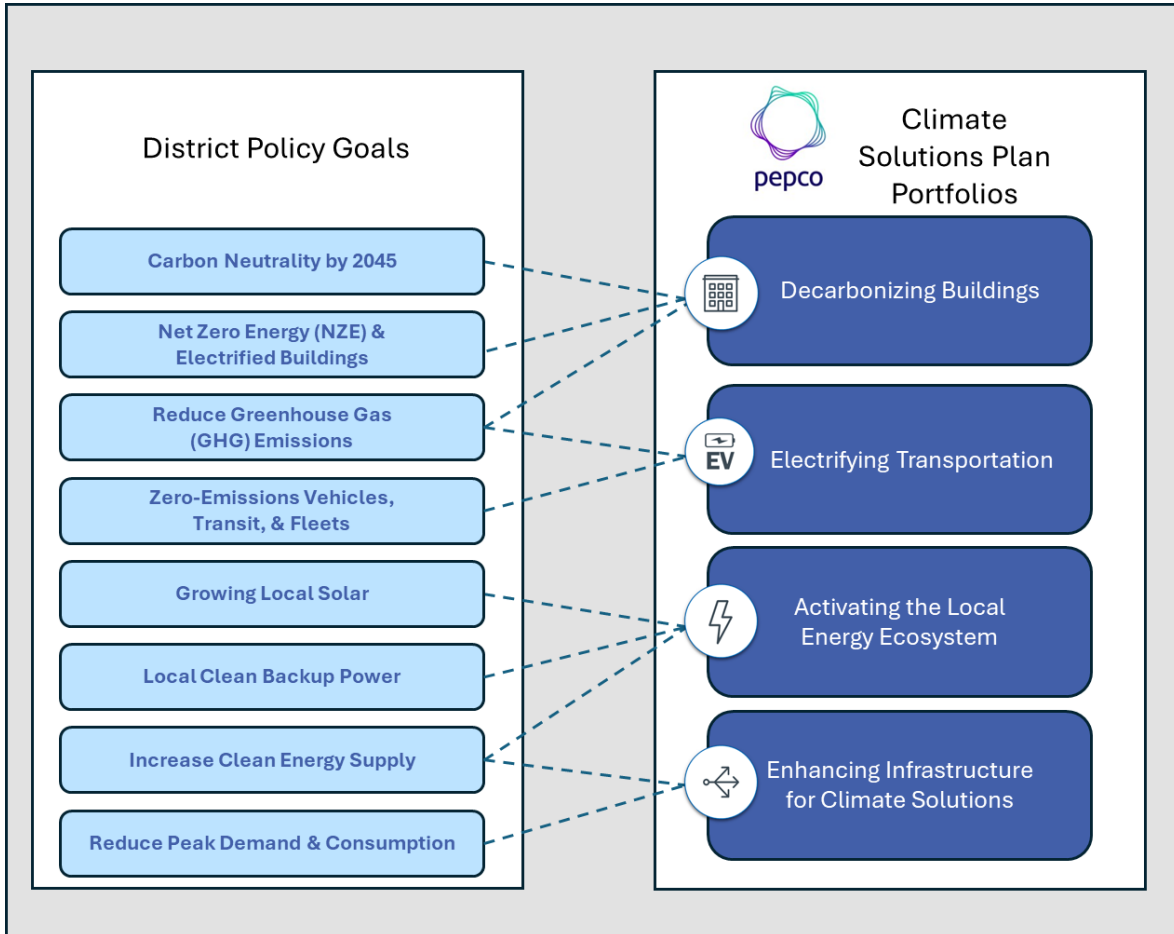 District Policy Goals
Carbon Neutrality by 2045
Net Zero Energy (NZE) &
Electrified Buildings
Reduce Greenhouse Gas
(GHG) Emissions
Zero-Emissions Vehicles,
Transit, & Fleets
Growing Local Solar
Local Clean Backup Power
Increase Clean Energy Supply
Reduce Peak Demand & Consumption
pepco
Climate
Solutions Plan
Portfolios
Decarbonizing Buildings
EV
Electrifying Transportation
Activating the Local
Energy Ecosystem
Enhancing Infrastructure
for Climate Solutions